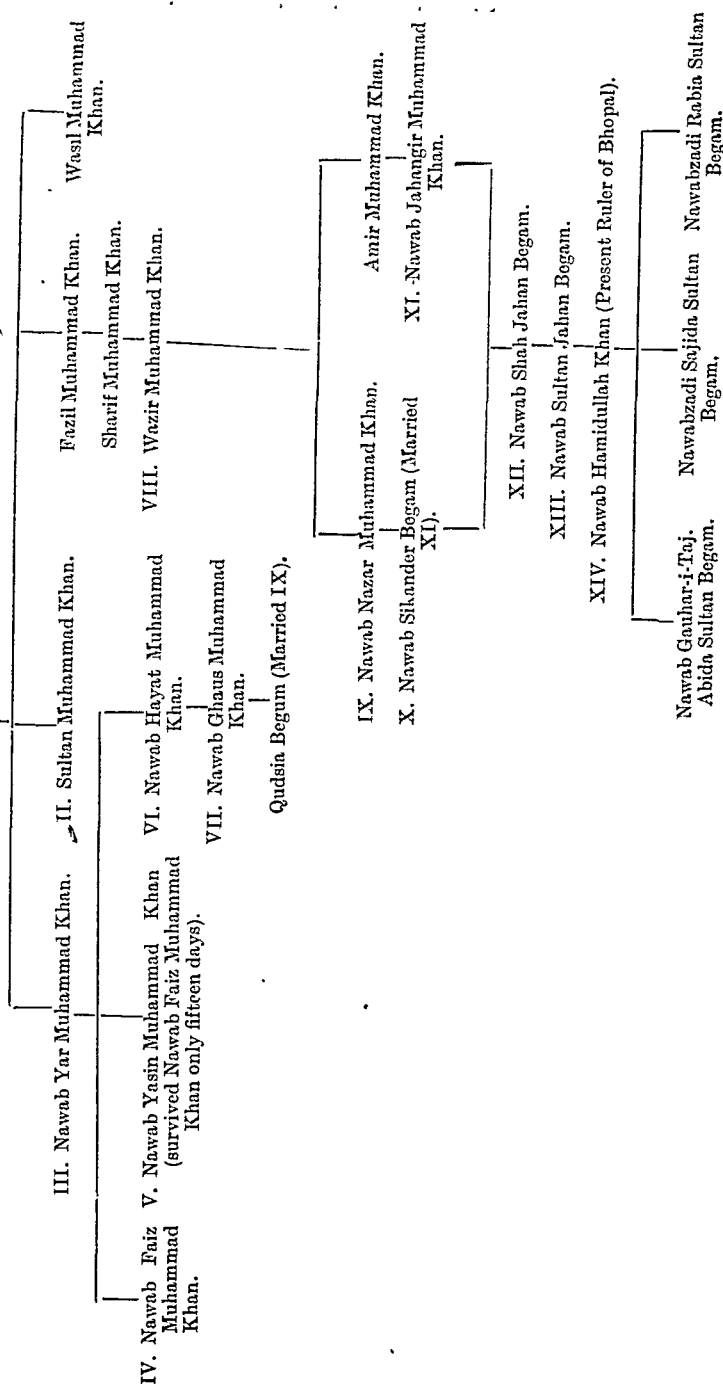 III. Nawab Yar Muhammad Khan.
II. Sultan Muhammad Khan.
Fazil Muhammad Khan.
Wasil Muhammad
Khan.
Sharif Muhammad Khan.
VIII. Wazir Muhammad Khan.
IV. Nawab Faiz
Muhammad
Khan.
V. Nawab Yasin Muhammad Khan
(survived Nawab Faiz Muhammad
Khan only fifteen days).
VI. Nawab Hayat Muhammad
Khan.
VII. Nawab Ghaus Muhammad
Khan.
Qudsia Begum (Married IX).
IX. Nawab Nazar Muhammad Khan.
Amir Muhammad Khan.
X. Nawab Sikander Begam (Married
XI).
XI. -Nawab Jahangir Muhammad
Khan.
XII. Nawab Shah Jahan Begam.
XIII. Nawab Sultan Jahan Begam.
XIV. Nawab Hamidullah Khan (Present Ruler of Bhopal).
Nawab Gauhar-i-Taj.
Abida Sultan Begam.
Nawabzadi Sajida Sultan
Begam.
Nawabzadi Rabia Sultan
Begam.